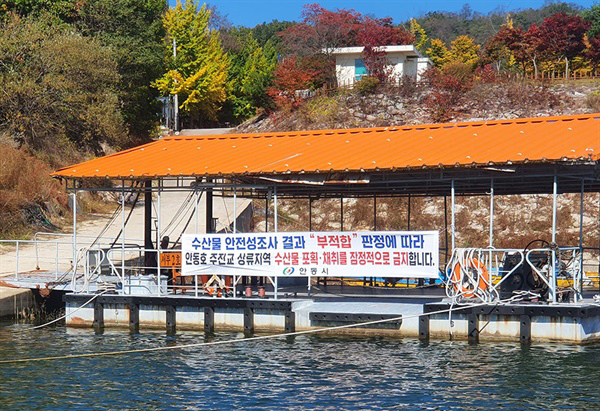 수산물 안전성조사 결과 "부적합" 판정에 따라
안동호 주진교 상류지역 수산물 포획·채취를 잠정적으로 금지합니다.
안동시